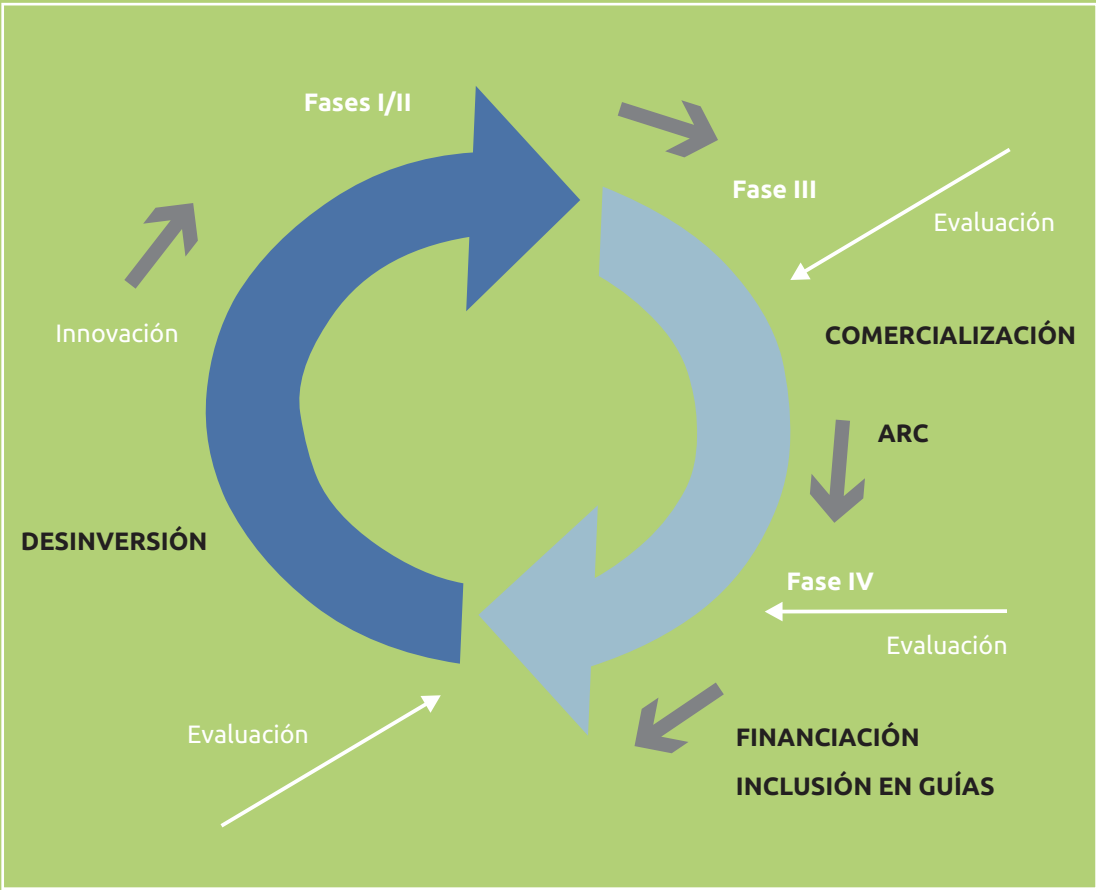 Fases I/II
Fase III
Evaluación
Innovación
COMERCIALIZACIÓN
ARC
DESINVERSIÓN
Fase IV
Evaluación
Evaluación
FINANCIACIÓN
INCLUSIÓN EN GUÍAS